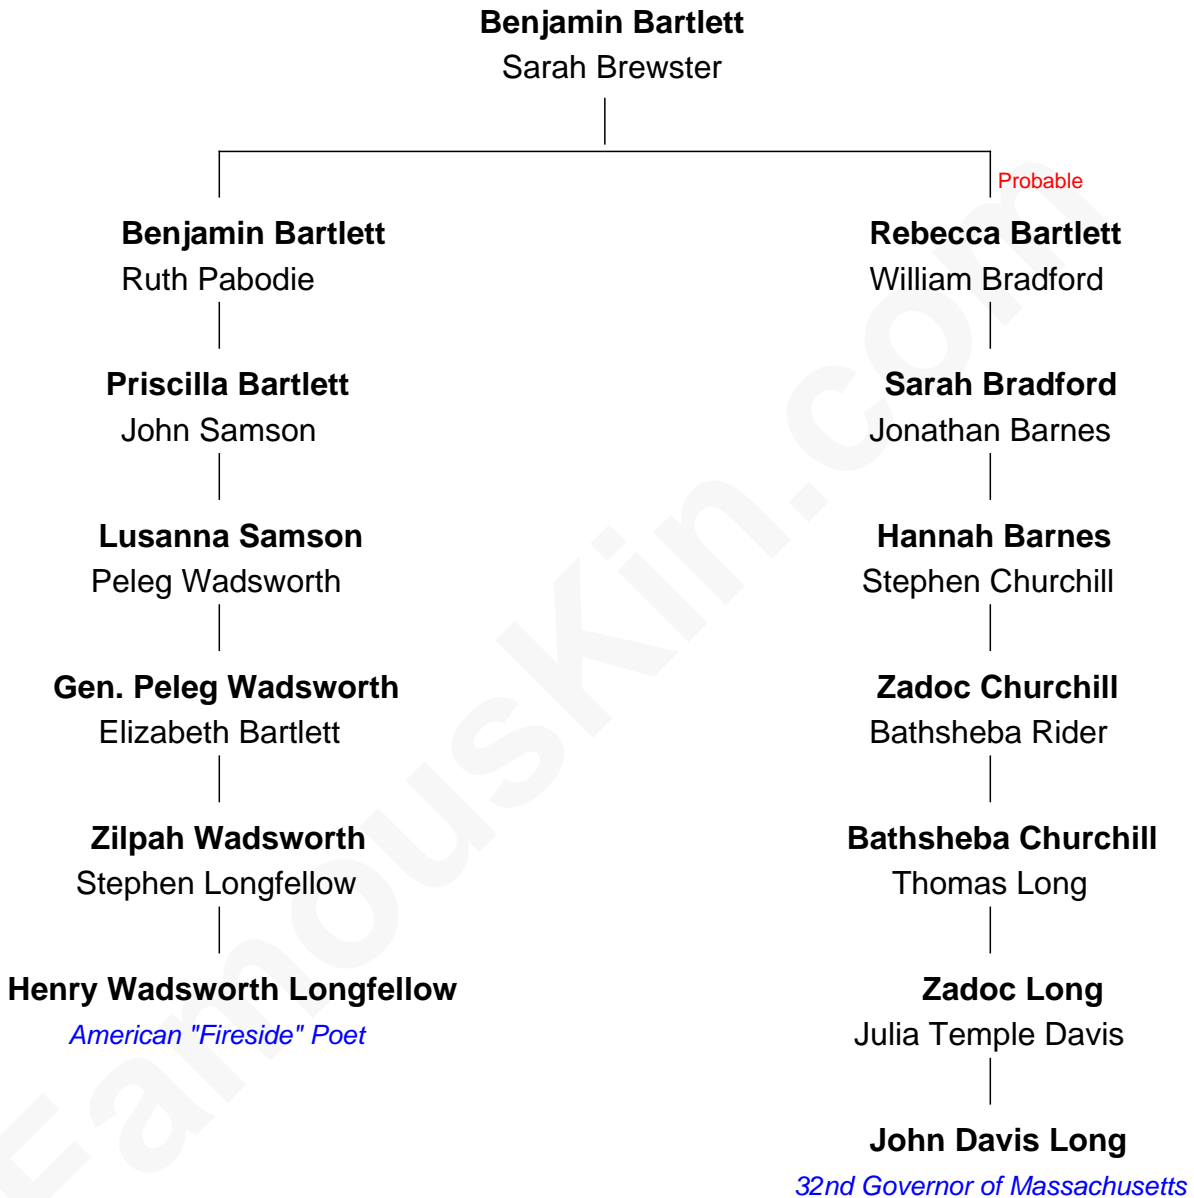 Benjamin Bartlett
Sarah Brewster
Probable
Benjamin Bartlett
Ruth Pabodie
Rebecca Bartlett
William Bradford
Priscilla Bartlett
John Samson
Sarah Bradford
Jonathan Barnes
Lusanna Samson
Peleg Wadsworth
Hannah Barnes
Stephen Churchill
Gen. Peleg Wadsworth
Elizabeth Bartlett
Zadoc Churchill
Bathsheba Rider
Zilpah Wadsworth
Stephen Longfellow
Bathsheba Churchill
Thomas Long
Henry Wadsworth Longfellow
American "Fireside" Poet
Zadoc Long
Julia Temple Davis
John Davis Long
32nd Governor of Massachusetts
FamousKin.com